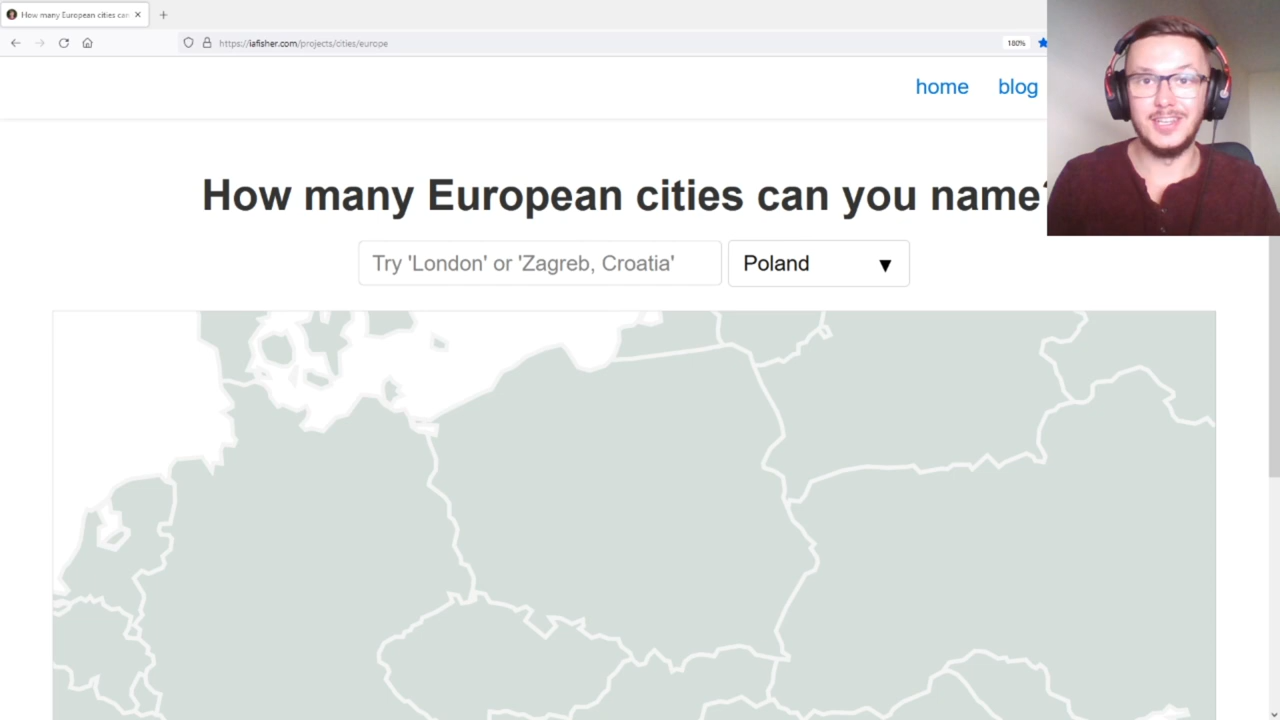 How many European cities can
https://iafisher.com/projects/cities/europe
180%
home
blog
How many European cities can you name?
Try 'London' or 'Zagreb, Croatia'
Poland